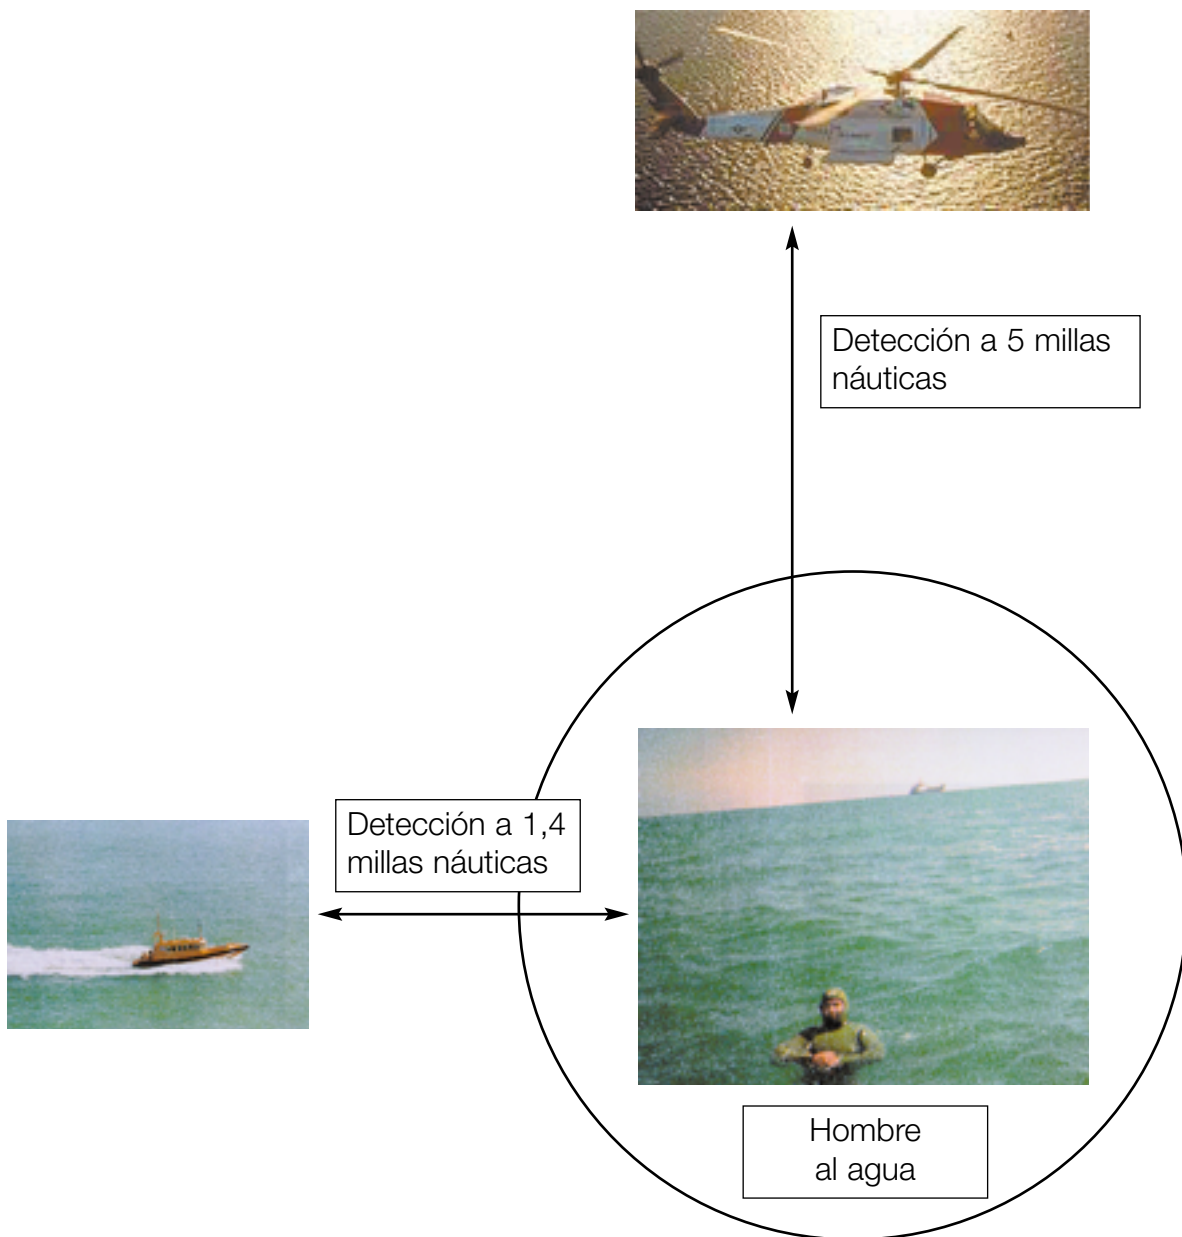 Detección a 5 millas
náuticas
Detección a 1,4
millas náuticas
Hombre
al agua